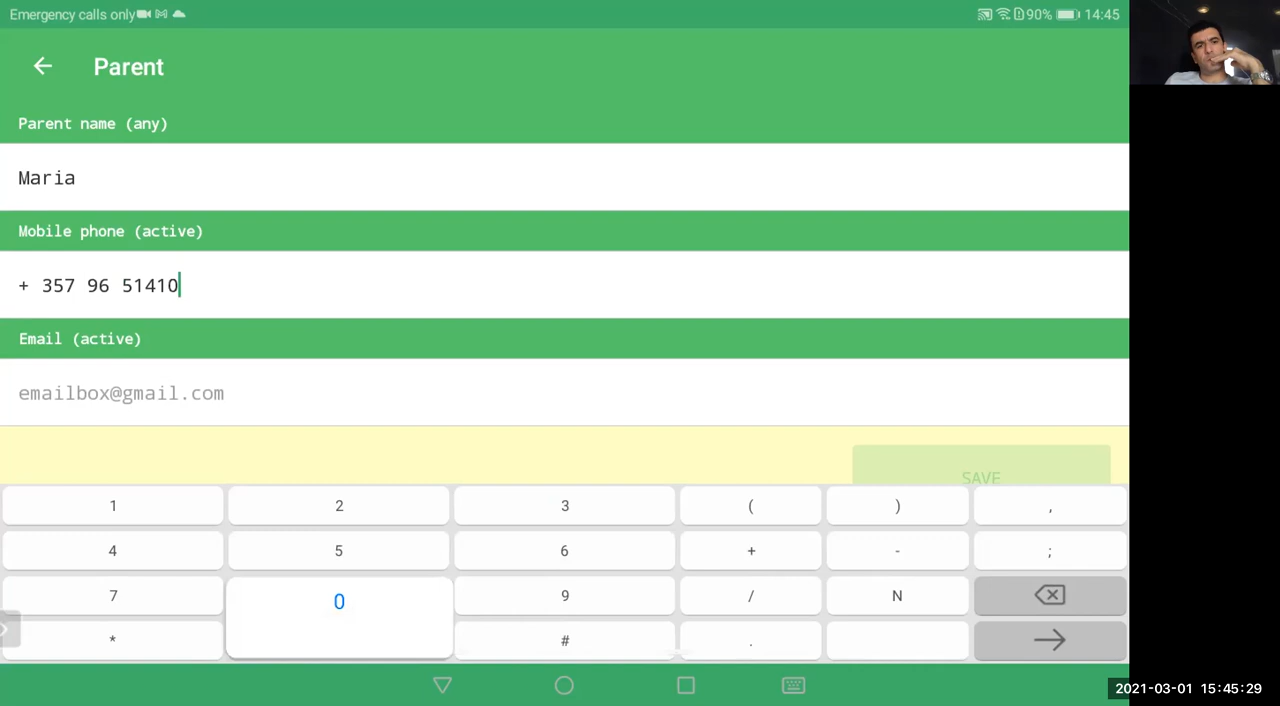 Emergency calls only 90% 14:45
Parent
Parent name (any)
Maria
Mobile phone (active)
+ 357 96 51410
Email (active)
emailbox@gmail.com
SAVE
1 2 3 ( ) ,
4 5 6 + - ;
7 0 9 / N
* # .
2021-03-01 15:45:29